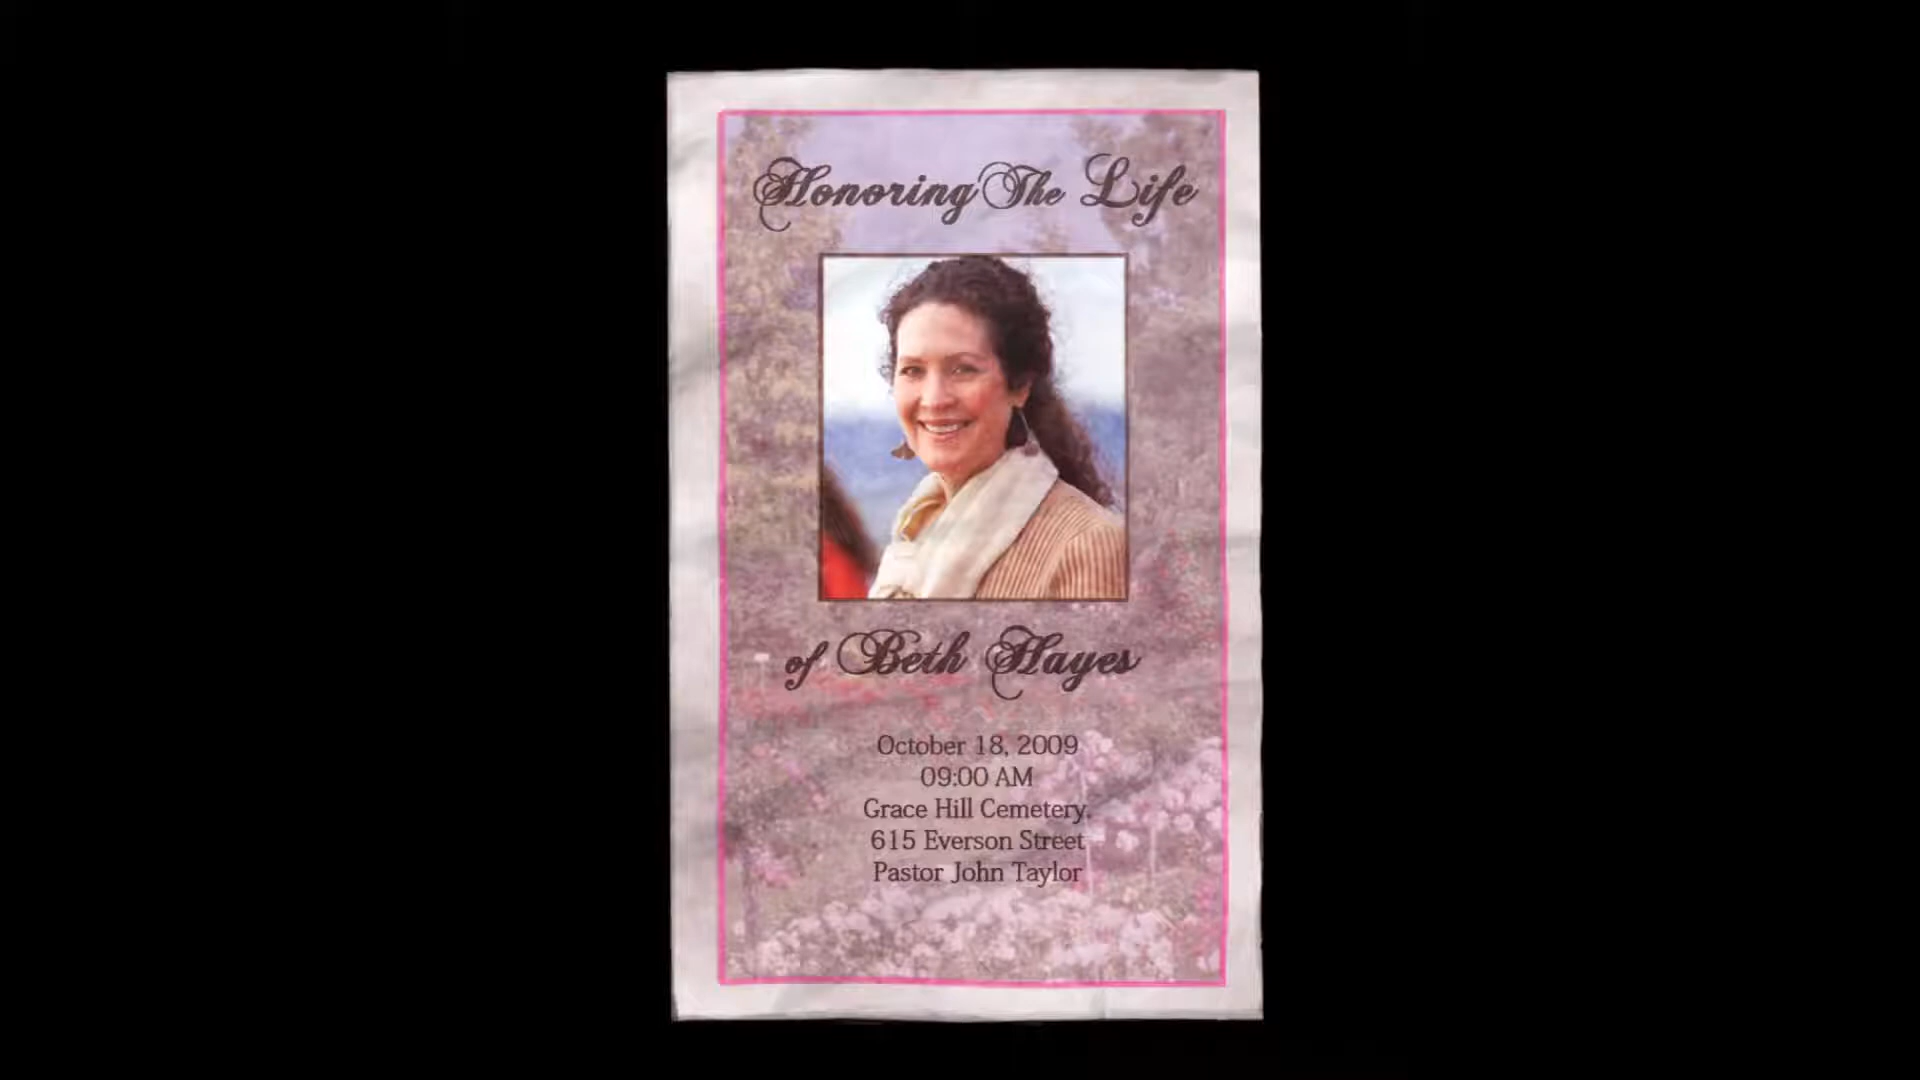 Honoring The Life
of Beth Hayes
October 18, 2009
09:00 AM
Grace Hill Cemetery,
615 Everson Street
Pastor John Taylor